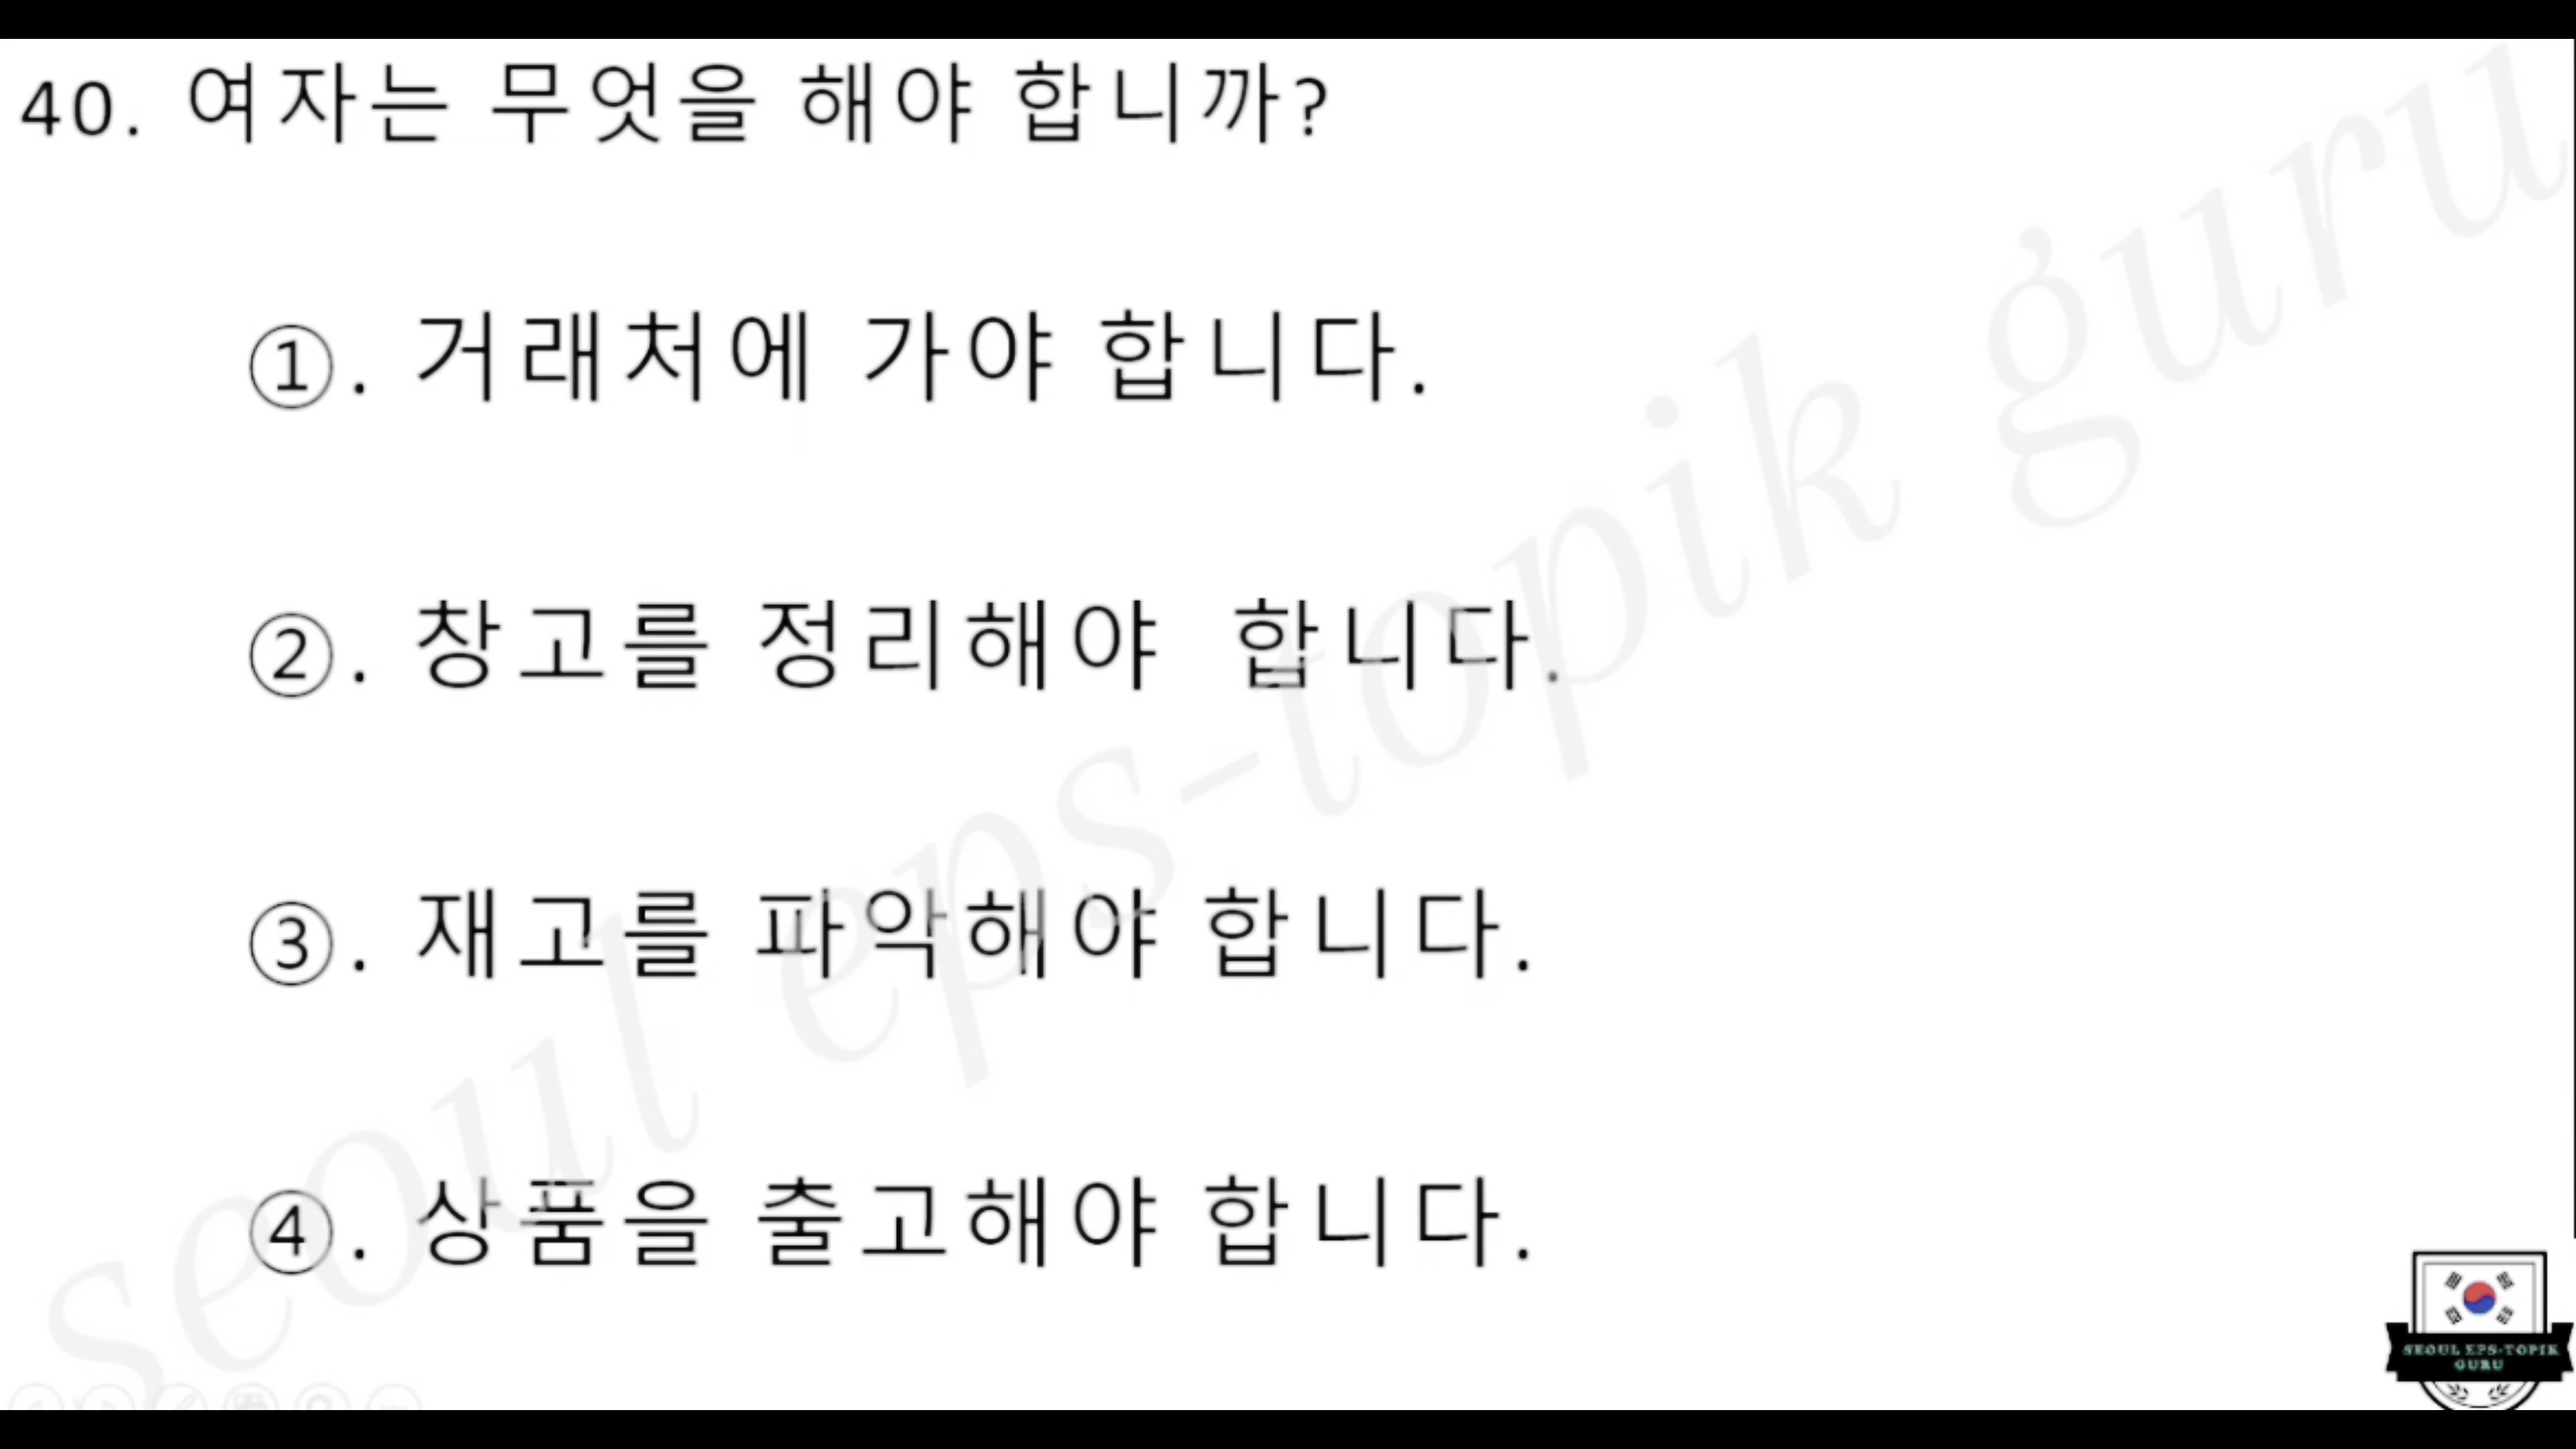 40. 여자는 무엇을 해야 합니까?
①. 거래처에 가야 합니다.
②. 창고를 정리해야 합니다.
③. 재고를 파악해야 합니다.
④. 상품을 출고해야 합니다.
seoul eps-topik guru
SEOUL EPS-TOPIK
GURU